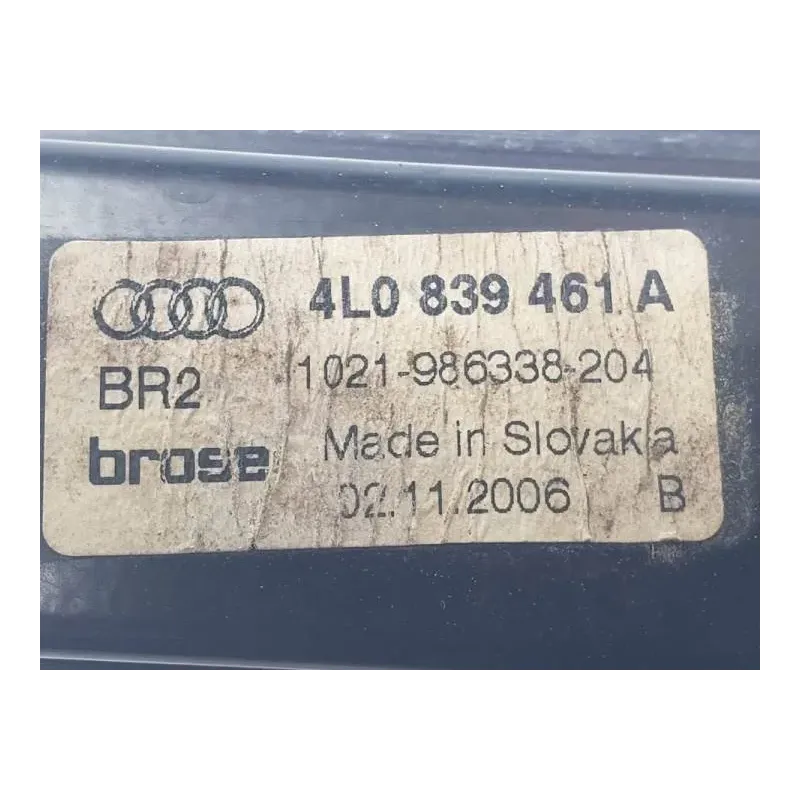 4L0 839 461 A
BR2 1021-986338-204
brose Made in Slovakia
02.11.2006 B